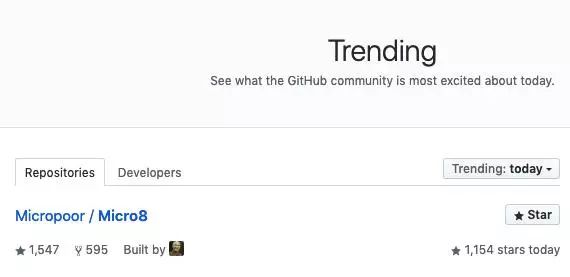 Trending
See what the GitHub community is most excited about today.
Repositories Developers Trending: today
Micropoor / Micro8 Star
1,547 595 Built by 1,154 stars today